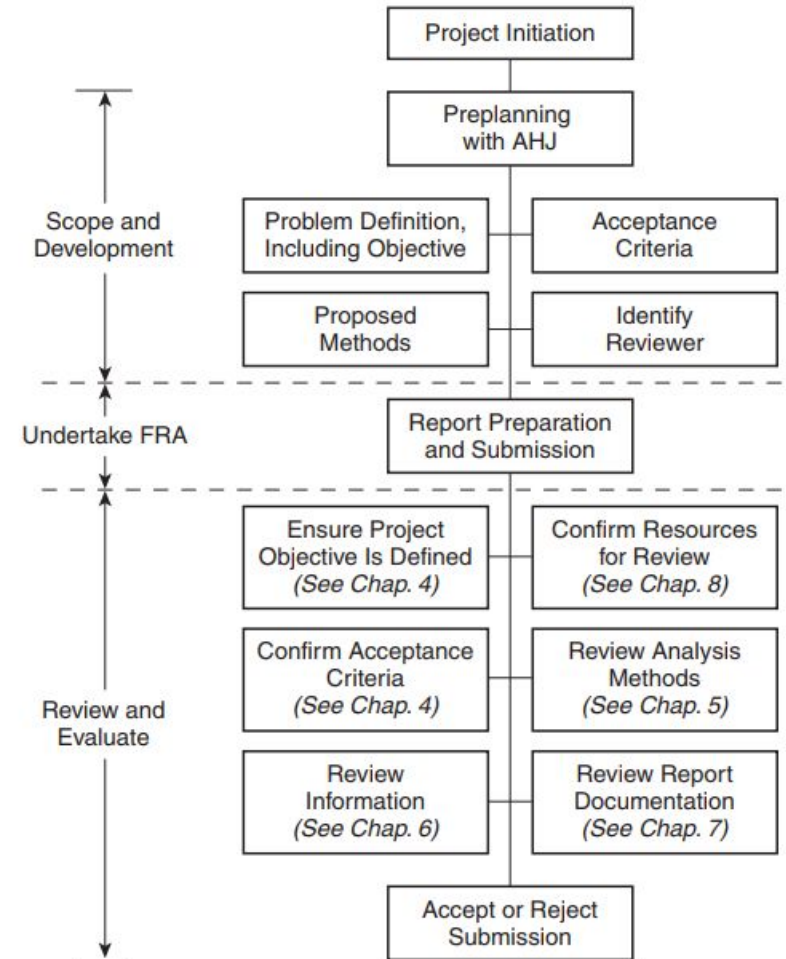 Project Initiation
Preplanning
with AHJ
Scope and
Development
Problem Definition,
Including Objective
Acceptance
Criteria
Proposed
Methods
Identify
Reviewer
Undertake FRA
Report Preparation
and Submission
Review and
Evaluate
Ensure Project
Objective Is Defined
(See Chap. 4)
Confirm Resources
for Review
(See Chap. 8)
Confirm Acceptance
Criteria
(See Chap. 4)
Review Analysis
Methods
(See Chap. 5)
Review
Information
(See Chap. 6)
Review Report
Documentation
(See Chap. 7)
Accept or Reject
Submission